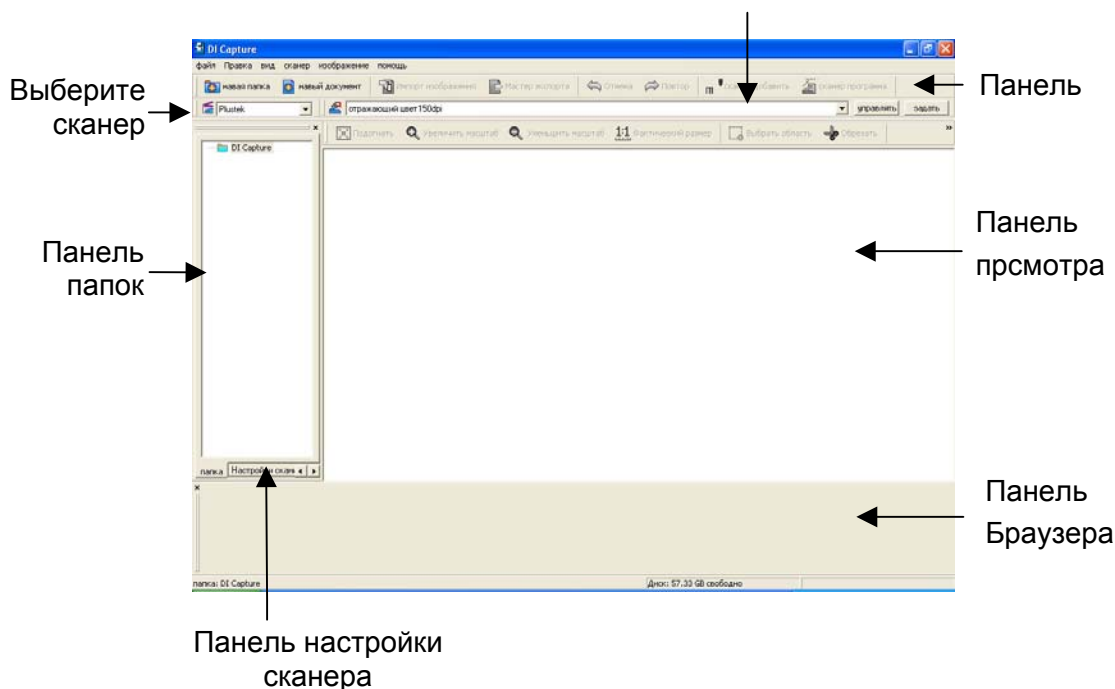 DI Capture
файл Правка вид сканер изображение помощь
Выберите
сканер
новая папка новый документ Импорт изображения Мастер экспорта Отмена Повтор
Панель
Plustek отражающий цвет150dpi управлять задать
Подогнать Увеличить масштаб Уменьшить масштаб 1:1 Фактический размер Выбрать область Обрезать
DI Capture
Панель
прсмотра
Панель
папок
папка Настройки скан
Панель
Браузера
папка: DI Capture Диск: 57.33 GB свободно
Панель настройки
сканера